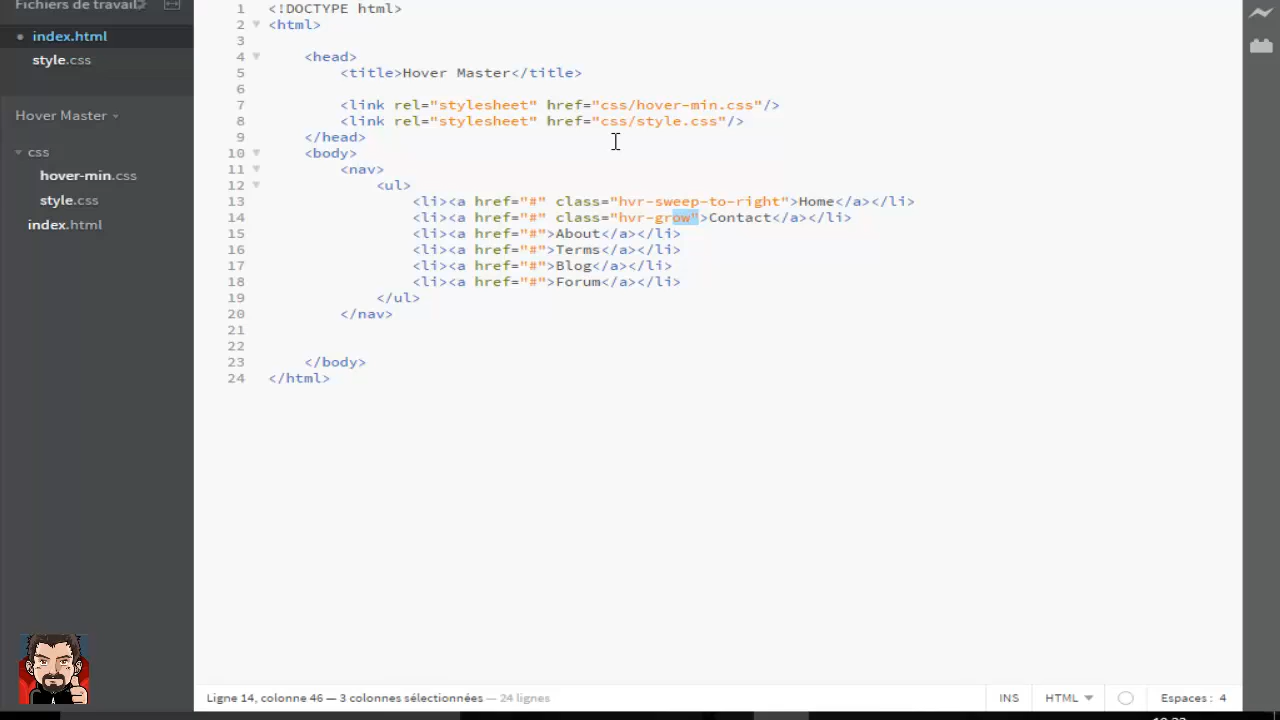 Fichiers de travail
index.html
style.css
Hover Master
css
hover-min.css
style.css
index.html
1 <!DOCTYPE html>
2 <html>
3
4 <head>
5 <title>Hover Master</title>
6
7 <link rel="stylesheet" href="css/hover-min.css"/>
8 <link rel="stylesheet" href="css/style.css"/>
9 </head>
10 <body>
11 <nav>
12 <ul>
13 <li><a href="#" class="hvr-sweep-to-right">Home</a></li>
14 <li><a href="#" class="hvr-grow">Contact</a></li>
15 <li><a href="#">About</a></li>
16 <li><a href="#">Terms</a></li>
17 <li><a href="#">Blog</a></li>
18 <li><a href="#">Forum</a></li>
19 </ul>
20 </nav>
21
22
23 </body>
24 </html>
Ligne 14, colonne 46 — 3 colonnes sélectionnées — 24 lignes
INS
HTML
Espaces : 4